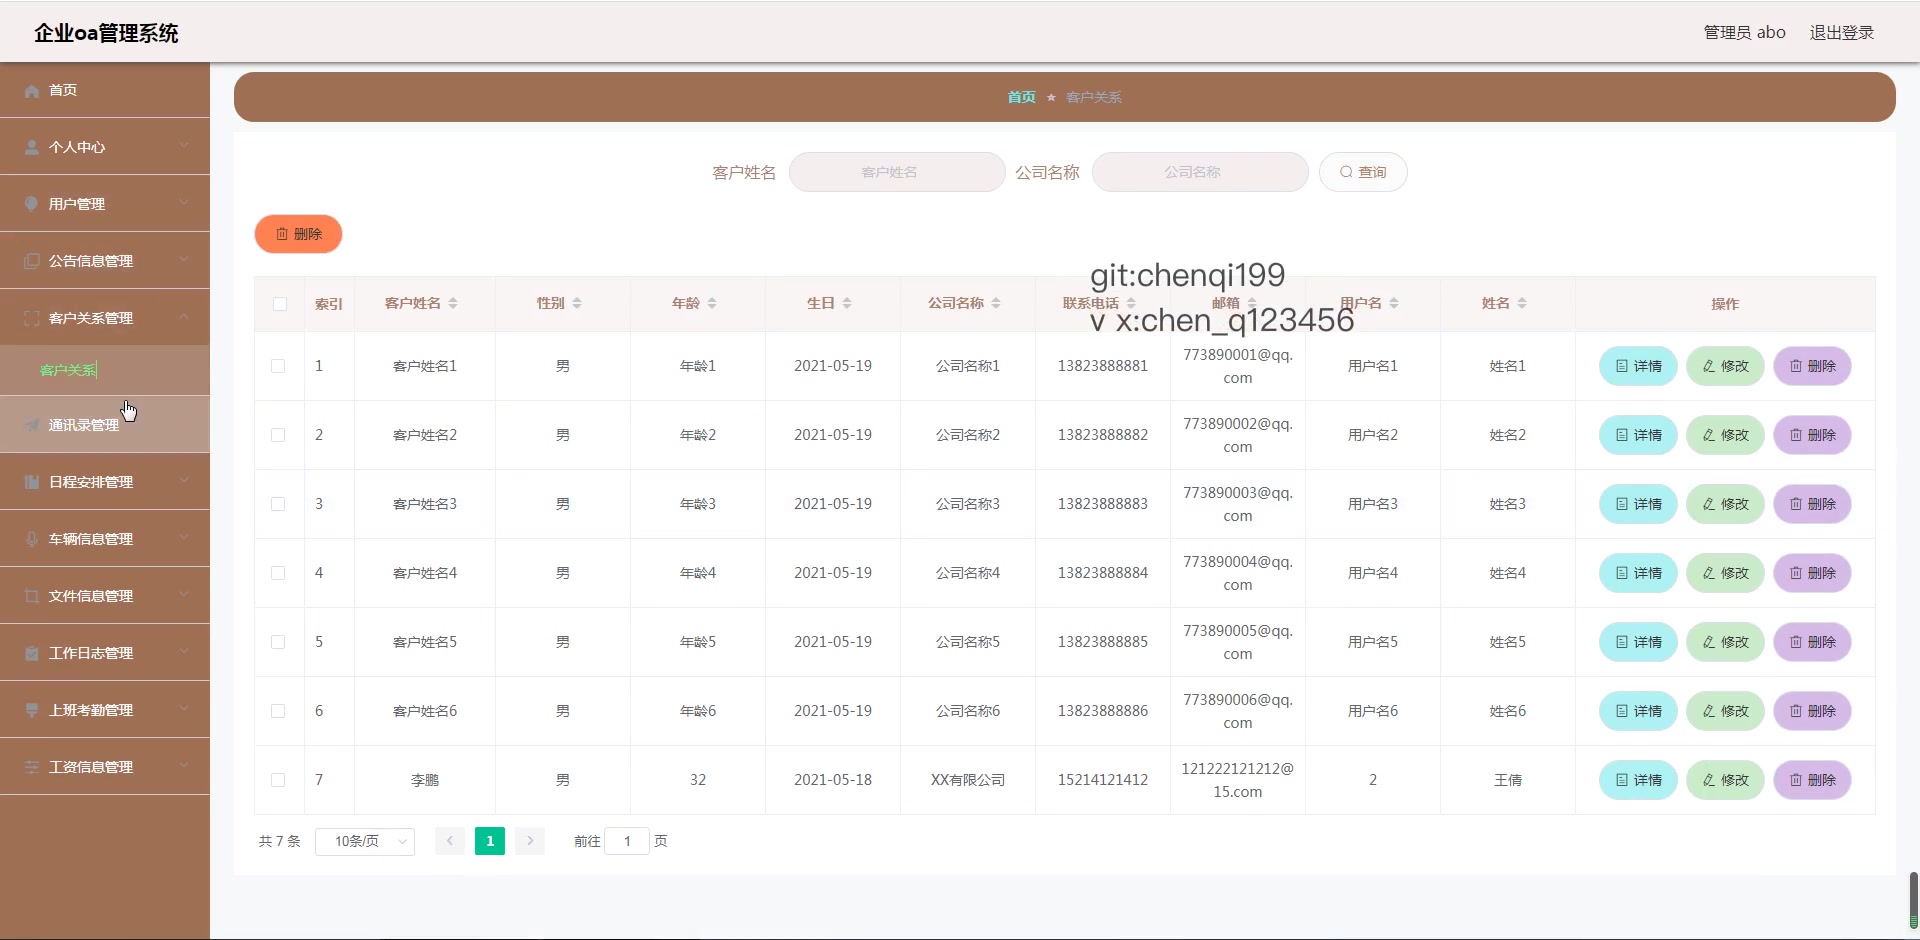 企业oa管理系统
管理员 abo
退出登录
首页
个人中心
用户管理
公告信息管理
客户关系管理
客户关系
通讯录管理
日程安排管理
车辆信息管理
文件信息管理
工作日志管理
上班考勤管理
工资信息管理
首页 ★ 客户关系
客户姓名 客户姓名 公司名称 公司名称 查询
删除
git:chenqi199
v x:chen_q123456
索引 客户姓名 性别 年龄 生日 公司名称 联系电话 邮箱 用户名 姓名 操作
1 客户姓名1 男 年龄1 2021-05-19 公司名称1 13823888881 773890001@qq.com 用户名1 姓名1 详情 修改 删除
2 客户姓名2 男 年龄2 2021-05-19 公司名称2 13823888882 773890002@qq.com 用户名2 姓名2 详情 修改 删除
3 客户姓名3 男 年龄3 2021-05-19 公司名称3 13823888883 773890003@qq.com 用户名3 姓名3 详情 修改 删除
4 客户姓名4 男 年龄4 2021-05-19 公司名称4 13823888884 773890004@qq.com 用户名4 姓名4 详情 修改 删除
5 客户姓名5 男 年龄5 2021-05-19 公司名称5 13823888885 773890005@qq.com 用户名5 姓名5 详情 修改 删除
6 客户姓名6 男 年龄6 2021-05-19 公司名称6 13823888886 773890006@qq.com 用户名6 姓名6 详情 修改 删除
7 李鹏 男 32 2021-05-18 XX有限公司 15214121412 121222121212@15.com 2 王倩 详情 修改 删除
共 7 条 10条/页 1 前往 1 页